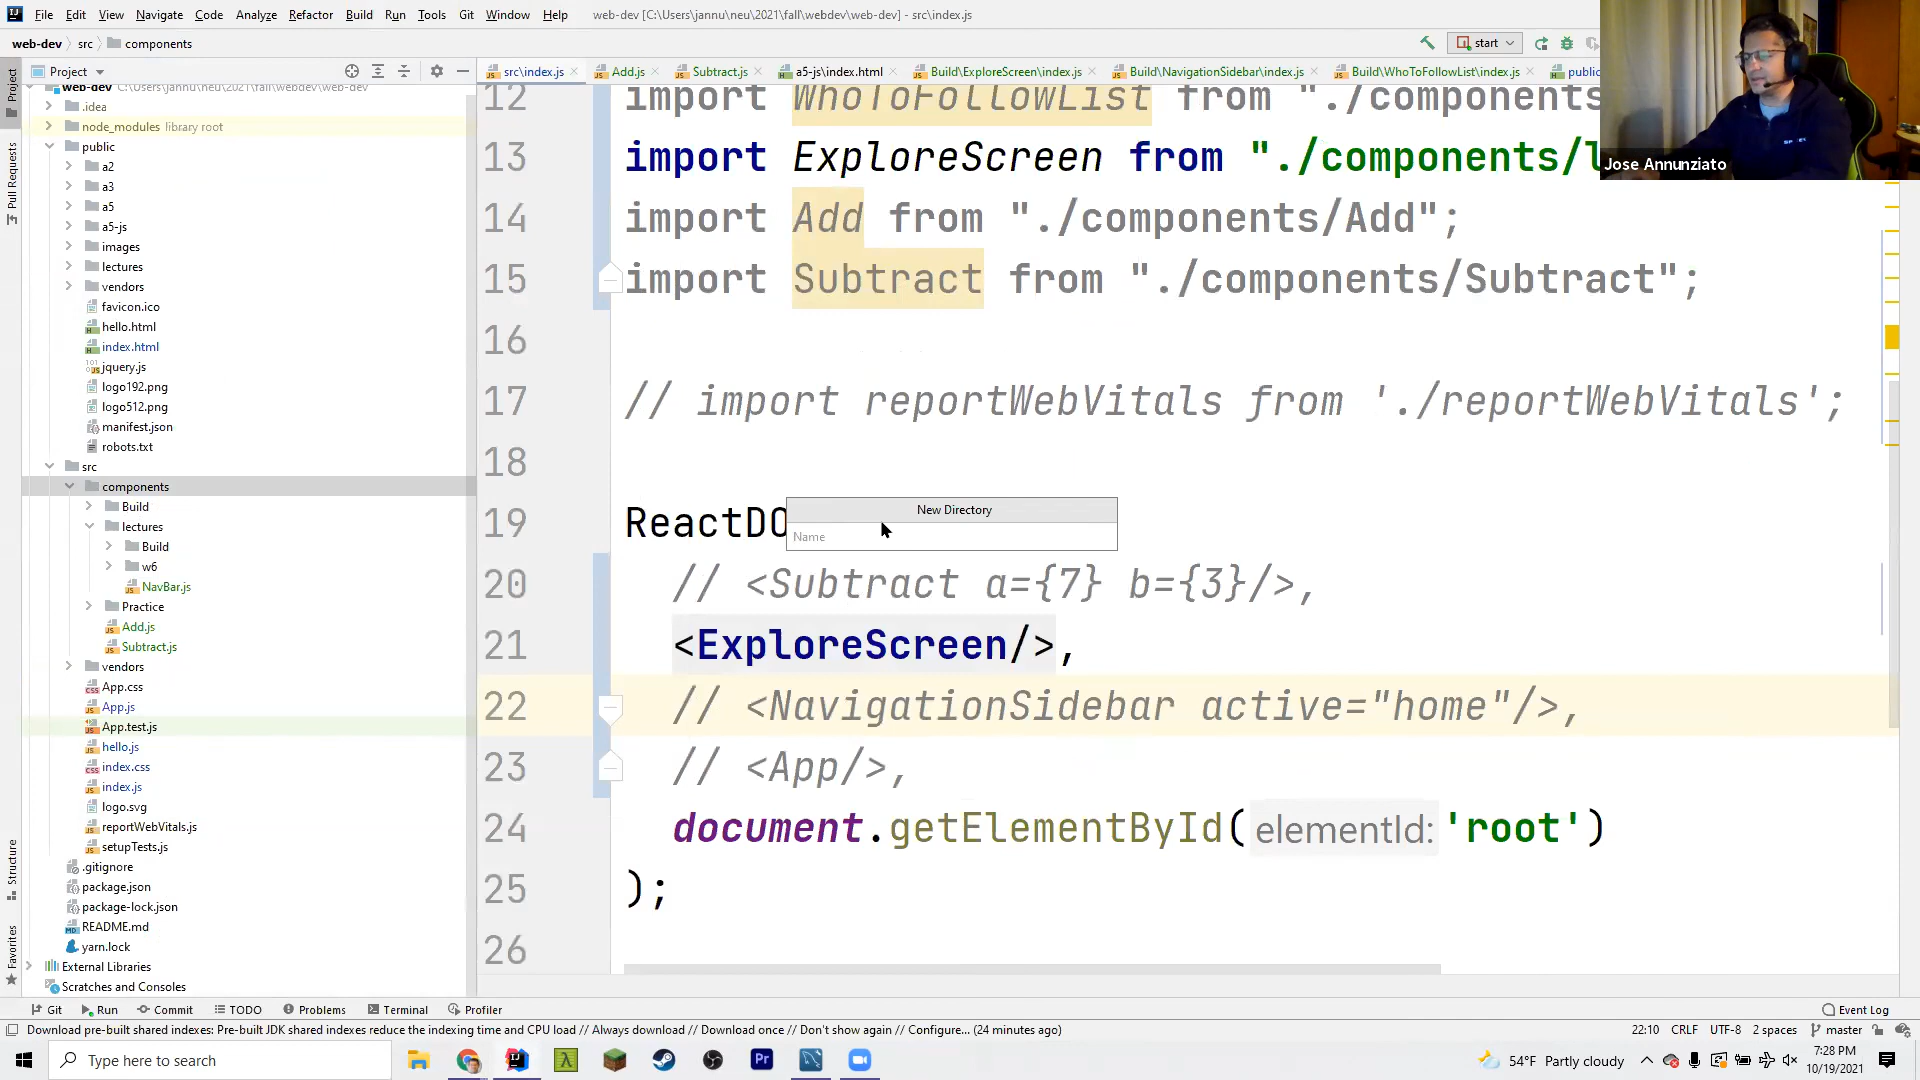 File Edit View Navigate Code Analyze Refactor Build Run Tools Git Window Help web-dev [C:\Users\jannu\neu\2021\fall\webdev\web-dev] - src\index.js
web-dev src components
start
Project
src\index.js Add.js Subtract.js a5-js\index.html Build\ExploreScreen\index.js Build\NavigationSidebar\index.js Build\WhoToFollowList\index.js public
Project
Pull Requests
Structure
Favorites
web-dev C:\Users\jannu\neu\2021\fall\webdev\web-dev
.idea
node_modules library root
public
a2
a3
a5
a5-js
images
lectures
vendors
favicon.ico
hello.html
index.html
jquery.js
logo192.png
logo512.png
manifest.json
robots.txt
src
components
Build
lectures
Build
w6
NavBar.js
Practice
Add.js
Subtract.js
vendors
App.css
App.js
App.test.js
hello.js
index.css
index.js
logo.svg
reportWebVitals.js
setupTests.js
.gitignore
package.json
package-lock.json
README.md
yarn.lock
External Libraries
Scratches and Consoles
12 import WhoToFollowList from "./components
13 import ExploreScreen from "./components/l
14 import Add from "./components/Add";
15 import Subtract from "./components/Subtract";
16
17 // import reportWebVitals from './reportWebVitals';
18
19 ReactDO
20 // <Subtract a={7} b={3}/>,
21 <ExploreScreen/>,
22 // <NavigationSidebar active="home"/>,
23 // <App/>,
24 document.getElementById( elementId: 'root')
25 );
26
New Directory
Name
Jose Annunziato
Git Run Commit TODO Problems Terminal Profiler Event Log
Download pre-built shared indexes: Pre-built JDK shared indexes reduce the indexing time and CPU load // Always download // Download once // Don't show again // Configure... (24 minutes ago) 22:10 CRLF UTF-8 2 spaces master
Type here to search
54°F Partly cloudy
7:28 PM
10/19/2021